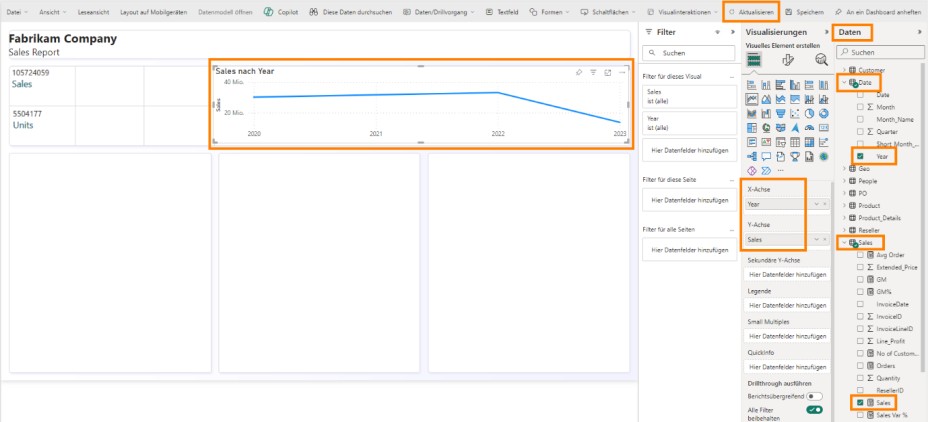 Datei Ansicht Leseansicht Layout auf Mobilgeräten Datenmodell öffnen Copilot Diese Daten durchsuchen Daten/Drillvorgang Textfeld Formen Schaltflächen Visualinteraktionen Aktualisieren Speichern An ein Dashboard anheften
Fabrikam Company
Sales Report
105724059
Sales
5504177
Units
Sales nach Year
Sales
40 Mio.
20 Mio.
2020 2021 2022 2023
Filter
Suchen
Filter für dieses Visual
Sales
ist (alle)
Year
ist (alle)
Hier Datenfelder hinzufügen
Filter für diese Seite
Hier Datenfelder hinzufügen
Filter für alle Seiten
Hier Datenfelder hinzufügen
Visualisierungen
Visuelles Element erstellen
X-Achse
Year
Y-Achse
Sales
Sekundäre Y-Achse
Hier Datenfelder hinzufügen
Legende
Hier Datenfelder hinzufügen
Small Multiples
Hier Datenfelder hinzufügen
QuickInfo
Hier Datenfelder hinzufügen
Drillthrough ausführen
Berichtsübergreifend
Alle Filter
beibehalten
Daten
Suchen
Customer
Date
Date
Month
Month_Name
Quarter
Short_Month_...
Year
Geo
People
PO
Product
Product_Details
Reseller
Sales
Avg Order
Extended_Price
GM
GM%
InvoiceDate
InvoiceID
InvoiceLineID
Line_Profit
No of Custom...
Orders
Quantity
ResellerID
Sales
Sales Var %